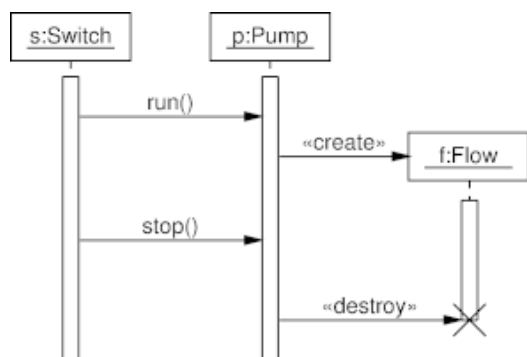 s:Switch
p:Pump
run()
«create»
f:Flow
stop()
«destroy»